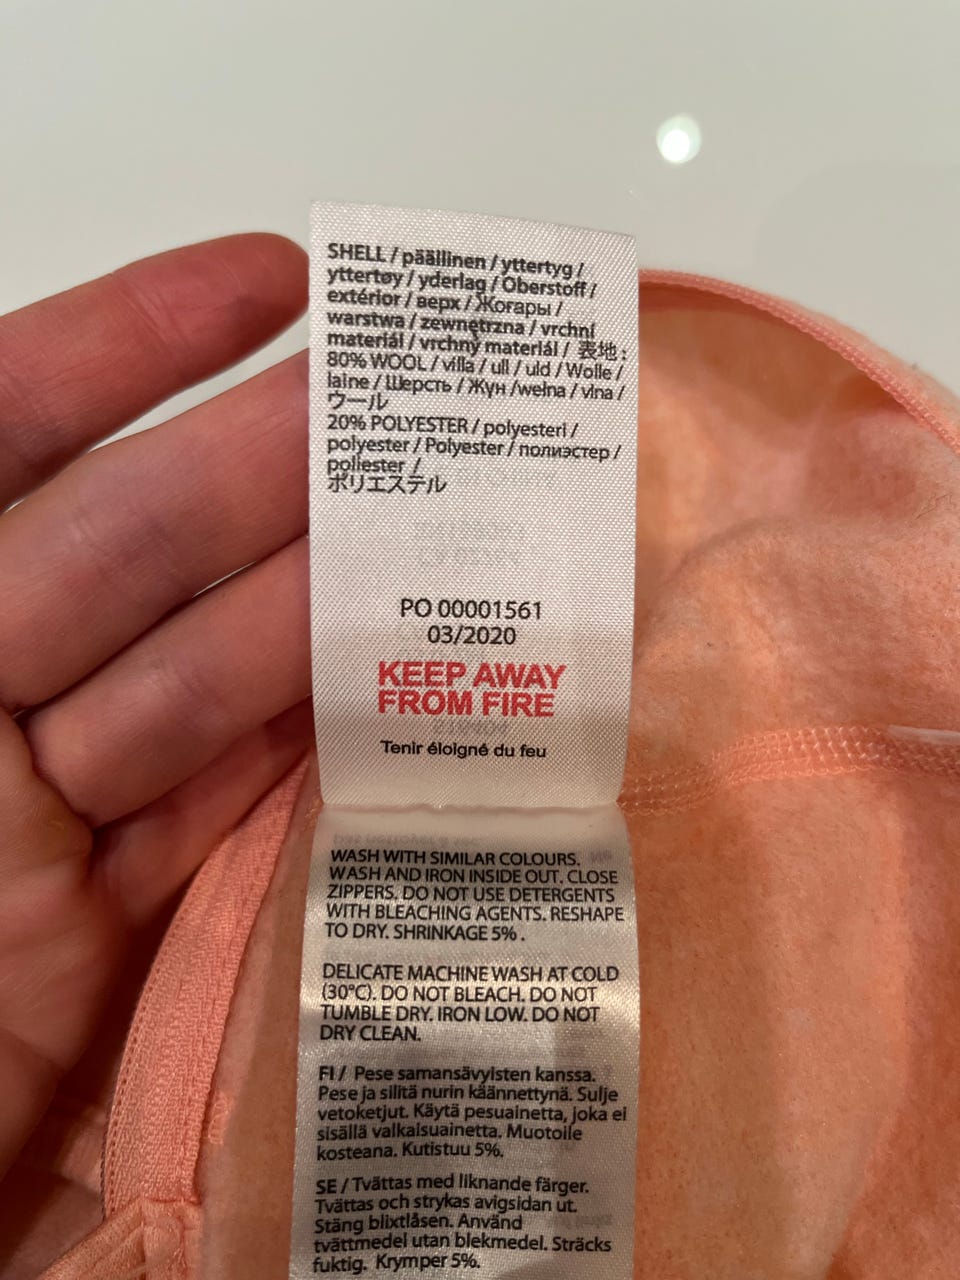 SHELL / päällinen / yttertyg /
yttertøy / yderlag / Oberstoff /
extérior / верх / Жоғары /
warstwa / zewnętrzna / vrchní
materiál / vrchný materiál / 表地 :
80% WOOL / villa / ull / uld / Wolle /
laine / Шерсть / Жүн /wełna / vlna /
ウール
20% POLYESTER / polyesteri /
polyester / Polyester / полиэстер /
poliester /
ポリエステル
PO 00001561
03/2020
KEEP AWAY
FROM FIRE
Tenir éloigné du feu
WASH WITH SIMILAR COLOURS.
WASH AND IRON INSIDE OUT. CLOSE
ZIPPERS. DO NOT USE DETERGENTS
WITH BLEACHING AGENTS. RESHAPE
TO DRY. SHRINKAGE 5% .
DELICATE MACHINE WASH AT COLD
(30°C). DO NOT BLEACH. DO NOT
TUMBLE DRY. IRON LOW. DO NOT
DRY CLEAN.
FI / Pese samansävyisten kanssa.
Pese ja silitä nurin käännettynä. Sulje
vetoketjut. Käytä pesuainetta, joka ei
sisällä valkaisuainetta. Muotoile
kosteana. Kutistuu 5%.
SE / Tvättas med liknande färger.
Tvättas och strykas avigsidan ut.
Stäng blixtlåsen. Använd
tvättmedel utan blekmedel. Sträcks
fuktig. Krymper 5%.